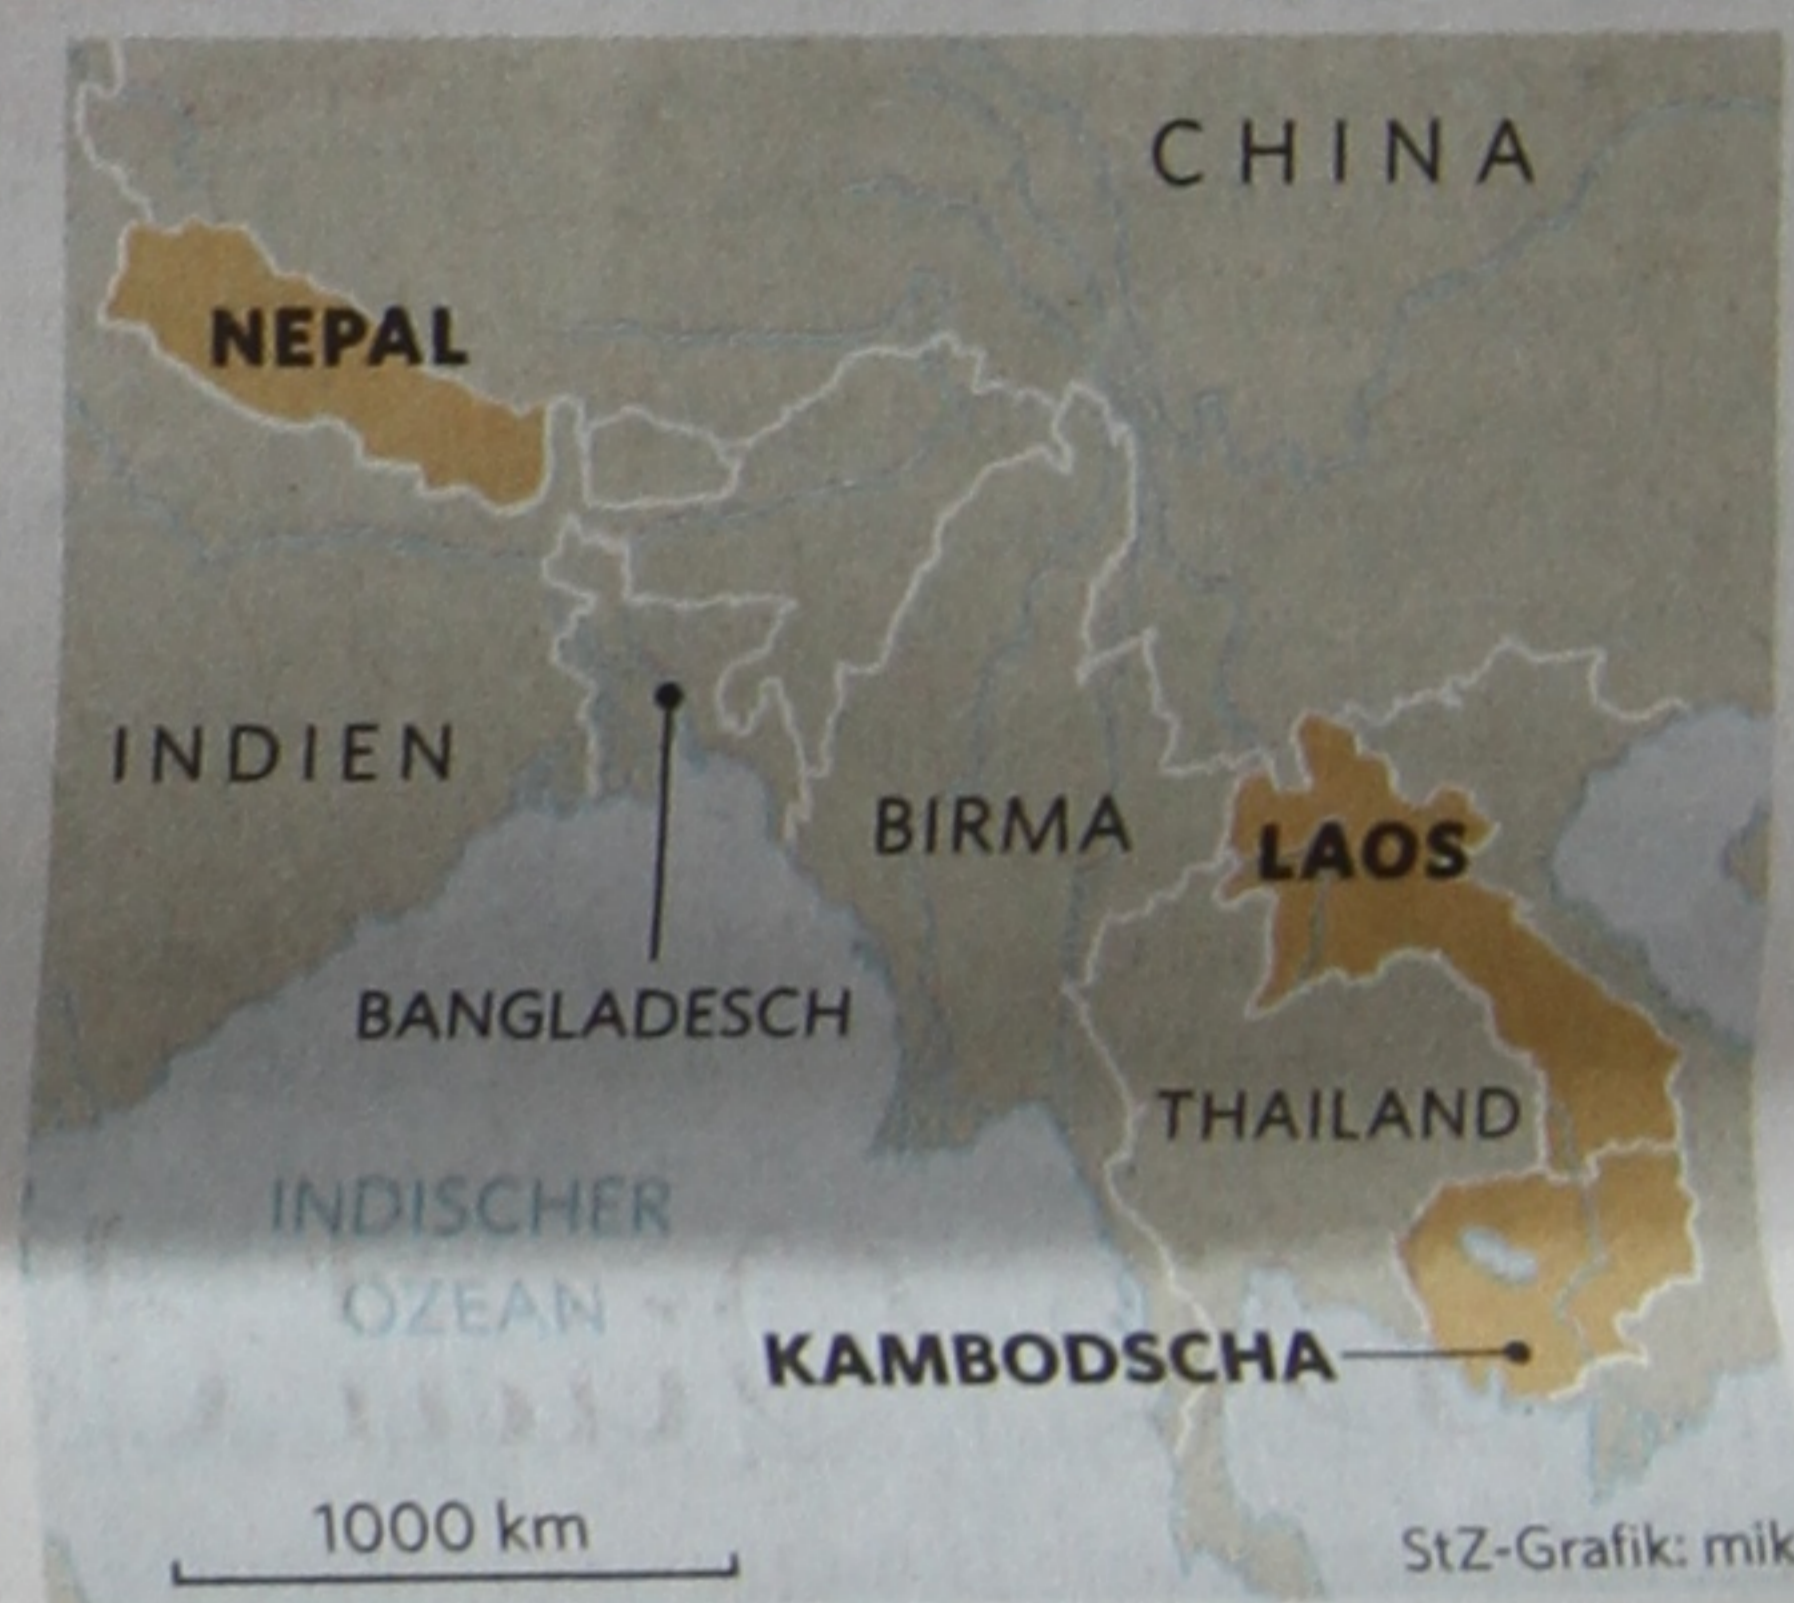 CHINA
NEPAL
INDIEN
BIRMA
LAOS
BANGLADESCH
THAILAND
INDISCHER
OZEAN
KAMBODSCHA
1000 km
StZ-Grafik: mik